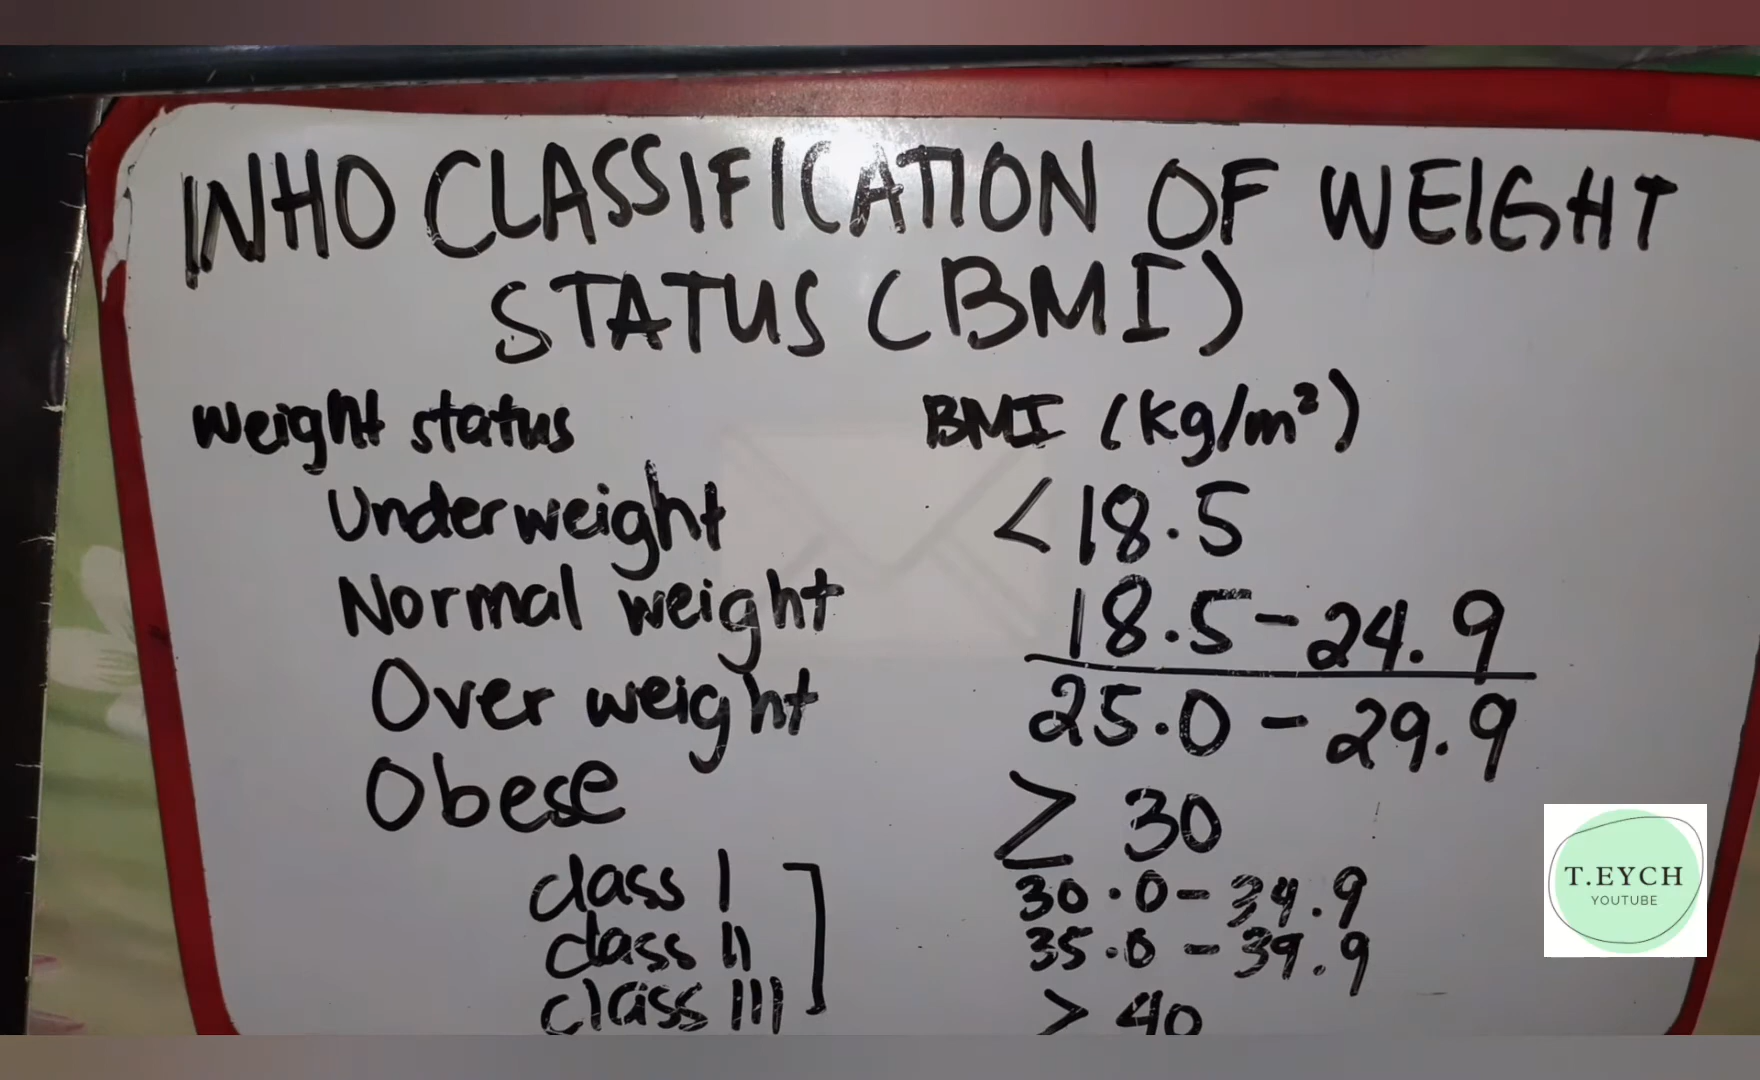 WHO CLASSIFICATION OF WEIGHT
STATUS (BMI)
Weight status BMI (kg/m²)
Underweight <18.5
Normal weight 18.5-24.9
Over weight 25.0-29.9
Obese ≥ 30
class I 30.0-34.9
class II 35.0-39.9
class III > 40
T.EYCH
YOUTUBE